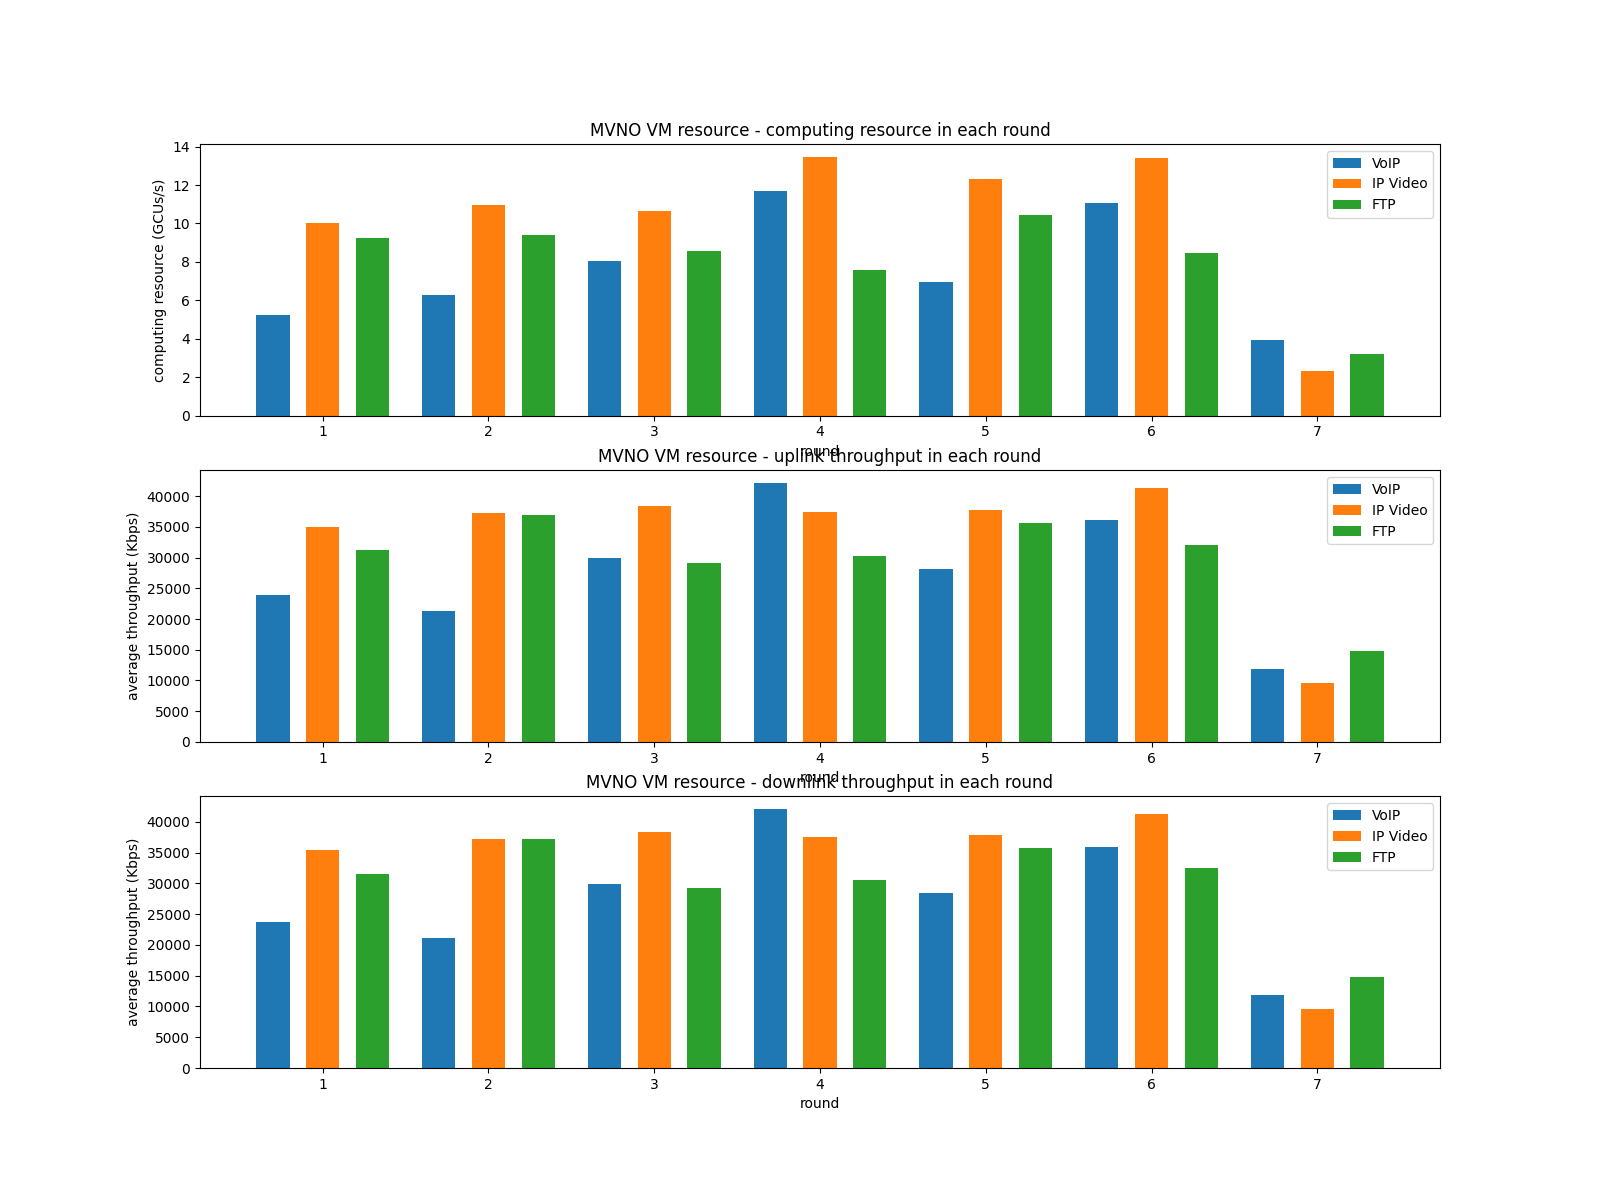 MVNO VM resource - computing resource in each round
computing resource (GCUs/s)
14
12
10
8
6
4
2
0
VoIP
IP Video
FTP
1 2 3 4 5 6 7
round
MVNO VM resource - uplink throughput in each round
average throughput (Kbps)
40000
35000
30000
25000
20000
15000
10000
5000
0
VoIP
IP Video
FTP
1 2 3 4 5 6 7
round
MVNO VM resource - downlink throughput in each round
average throughput (Kbps)
40000
35000
30000
25000
20000
15000
10000
5000
0
VoIP
IP Video
FTP
1 2 3 4 5 6 7
round